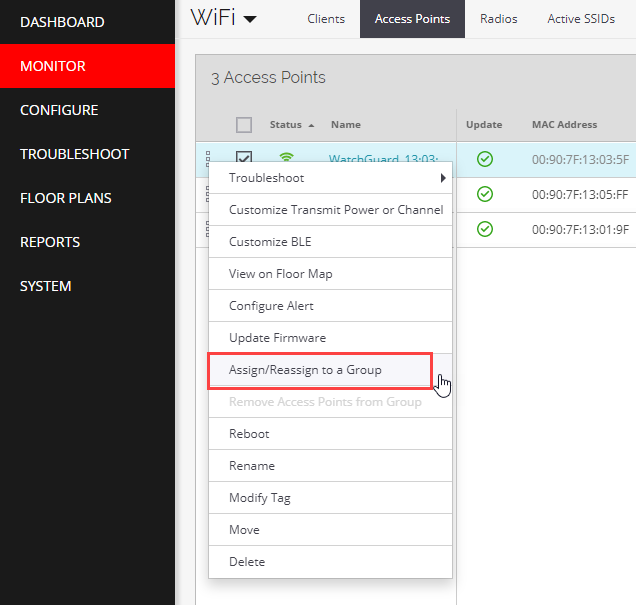 DASHBOARD
MONITOR
CONFIGURE
TROUBLESHOOT
FLOOR PLANS
REPORTS
SYSTEM
WiFi
Clients Access Points Radios Active SSIDs
3 Access Points
Status Name Update MAC Address
WatchGuard_13:03: 00:90:7F:13:03:5F
00:90:7F:13:05:FF
00:90:7F:13:01:9F
Troubleshoot
Customize Transmit Power or Channel
Customize BLE
View on Floor Map
Configure Alert
Update Firmware
Assign/Reassign to a Group
Remove Access Points from Group
Reboot
Rename
Modify Tag
Move
Delete